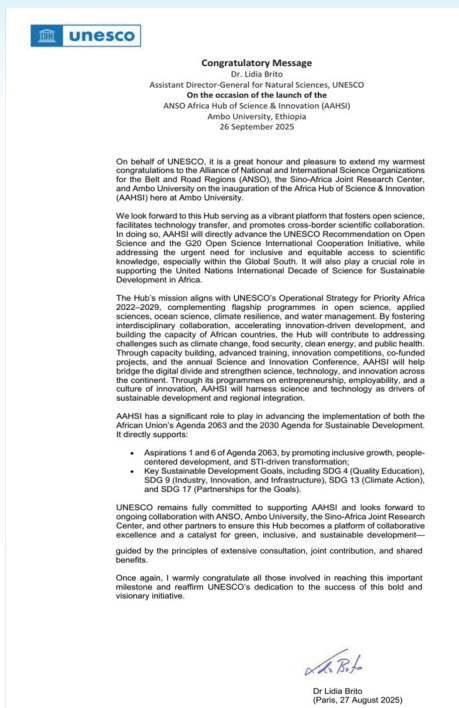 unesco
Congratulatory Message
Dr. Lidia Brito
Assistant Director-General for Natural Sciences, UNESCO
On the occasion of the launch of the
ANSO Africa Hub of Science & Innovation (AAHSI)
Ambo University, Ethiopia
26 September 2025
On behalf of UNESCO, it is a great honour and pleasure to extend my warmest
congratulations to the Alliance of National and International Science Organizations
for the Belt and Road Regions (ANSO), the Sino-Africa Joint Research Center,
and Ambo University on the inauguration of the Africa Hub of Science & Innovation
(AAHSI) here at Ambo University.
We look forward to this Hub serving as a vibrant platform that fosters open science,
facilitates technology transfer, and promotes cross-border scientific collaboration.
In doing so, AAHSI will directly advance the UNESCO Recommendation on Open
Science and the G20 Open Science International Cooperation Initiative, while
addressing the urgent need for inclusive and equitable access to scientific
knowledge, especially within the Global South. It will also play a crucial role in
supporting the United Nations International Decade of Science for Sustainable
Development in Africa.
The Hub's mission aligns with UNESCO's Operational Strategy for Priority Africa
2022–2029, complementing flagship programmes in open science, applied
sciences, ocean science, climate resilience, and water management. By fostering
interdisciplinary collaboration, accelerating innovation-driven development, and
building the capacity of African countries, the Hub will contribute to addressing
challenges such as climate change, food security, clean energy, and public health.
Through capacity building, advanced training, innovation competitions, co-funded
projects, and the annual Science and Innovation Conference, AAHSI will help
bridge the digital divide and strengthen science, technology, and innovation across
the continent. Through its programmes on entrepreneurship, employability, and a
culture of innovation, AAHSI will harness science and technology as drivers of
sustainable development and regional integration.
AAHSI has a significant role to play in advancing the implementation of both the
African Union's Agenda 2063 and the 2030 Agenda for Sustainable Development.
It directly supports:
• Aspirations 1 and 6 of Agenda 2063, by promoting inclusive growth, people-
centered development, and STI-driven transformation;
• Key Sustainable Development Goals, including SDG 4 (Quality Education),
SDG 9 (Industry, Innovation, and Infrastructure), SDG 13 (Climate Action),
and SDG 17 (Partnerships for the Goals).
UNESCO remains fully committed to supporting AAHSI and looks forward to
ongoing collaboration with ANSO, Ambo University, the Sino-Africa Joint Research
Center, and other partners to ensure this Hub becomes a platform of collaborative
excellence and a catalyst for green, inclusive, and sustainable development—
guided by the principles of extensive consultation, joint contribution, and shared
benefits.
Once again, I warmly congratulate all those involved in reaching this important
milestone and reaffirm UNESCO's dedication to the success of this bold and
visionary initiative.
Dr Lidia Brito
(Paris, 27 August 2025)